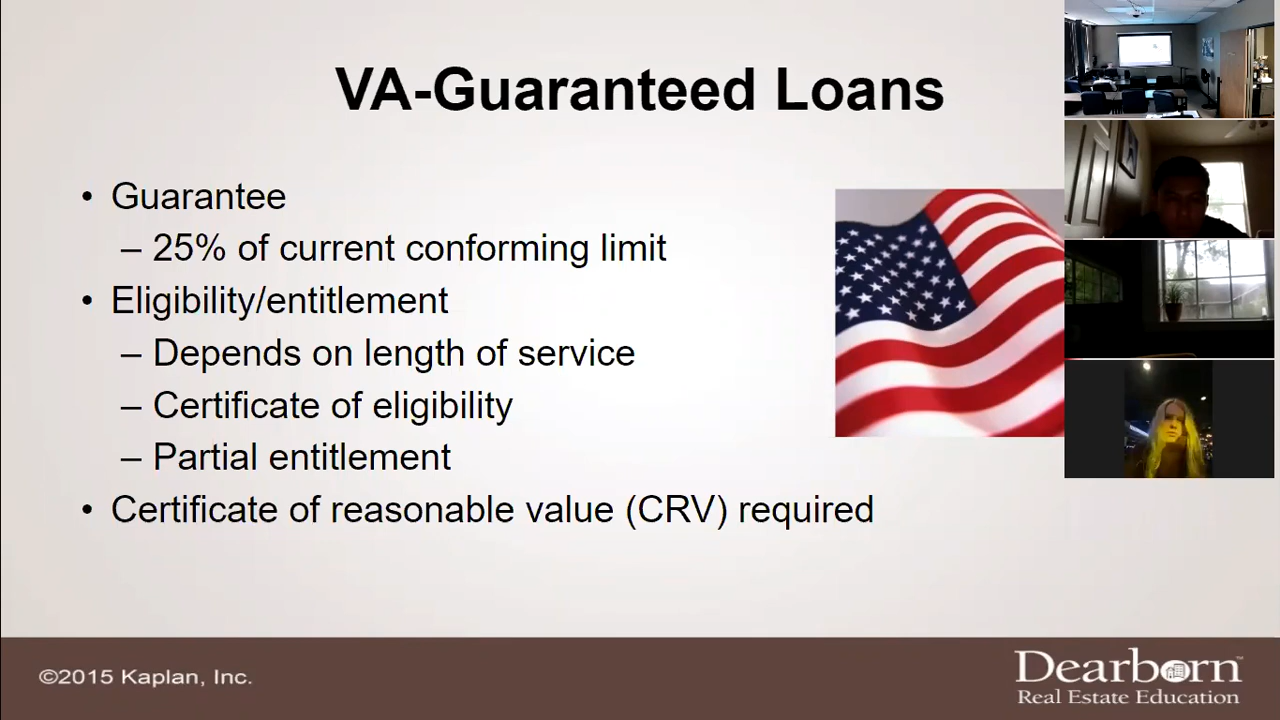 VA-Guaranteed Loans
• Guarantee
– 25% of current conforming limit
• Eligibility/entitlement
– Depends on length of service
– Certificate of eligibility
– Partial entitlement
• Certificate of reasonable value (CRV) required
©2015 Kaplan, Inc.
Dearborn™
Real Estate Education